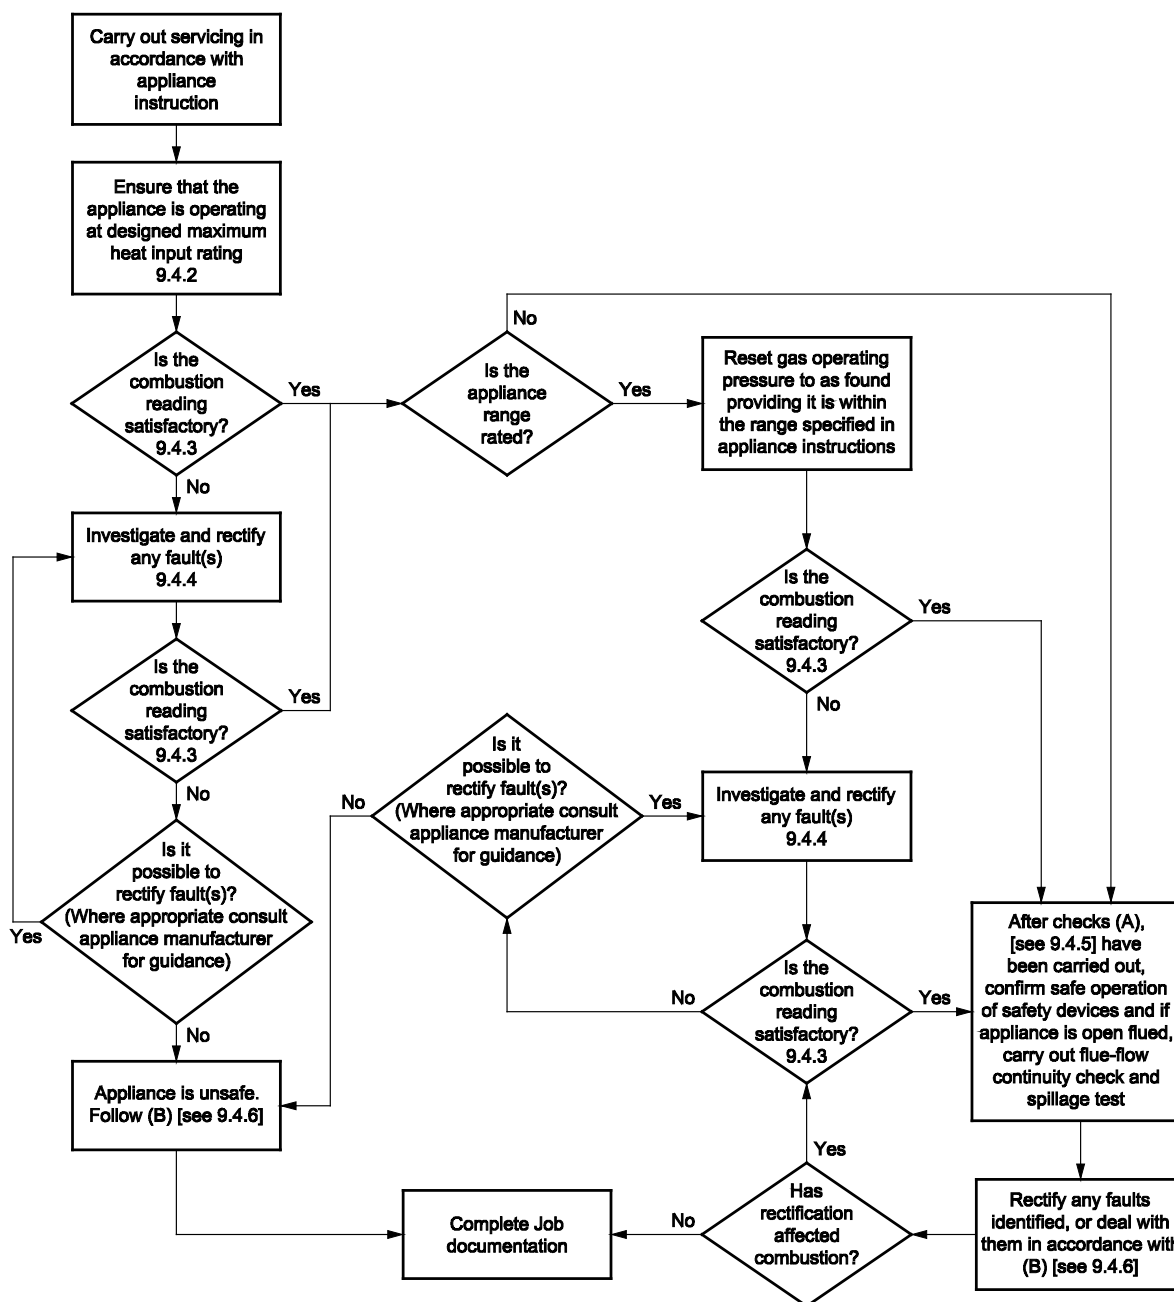 Carry out servicing in
accordance with
appliance
instruction
Ensure that the
appliance is operating
at designed maximum
heat input rating
9.4.2
Is the
combustion
reading
satisfactory?
9.4.3
Yes
No
Is the
appliance
range
rated?
No
Yes
Reset gas operating
pressure to as found
providing it is within
the range specified in
appliance instructions
Investigate and rectify
any fault(s)
9.4.4
Is the
combustion
reading
satisfactory?
9.4.3
Yes
No
Is the
combustion
reading
satisfactory?
9.4.3
Yes
No
Is it
possible to
rectify fault(s)?
(Where appropriate consult
appliance manufacturer
for guidance)
No
Yes
Investigate and rectify
any fault(s)
9.4.4
Is it
possible to
rectify fault(s)?
(Where appropriate consult
appliance manufacturer
for guidance)
Yes
No
Is the
combustion
reading
satisfactory?
9.4.3
No
Yes
After checks (A),
[see 9.4.5] have
been carried out,
confirm safe operation
of safety devices and if
appliance is open flued,
carry out flue-flow
continuity check and
spillage test
Appliance is unsafe.
Follow (B) [see 9.4.6]
Complete Job
documentation
No
Yes
Has
rectification
affected
combustion?
Rectify any faults
identified, or deal with
them in accordance with
(B) [see 9.4.6]